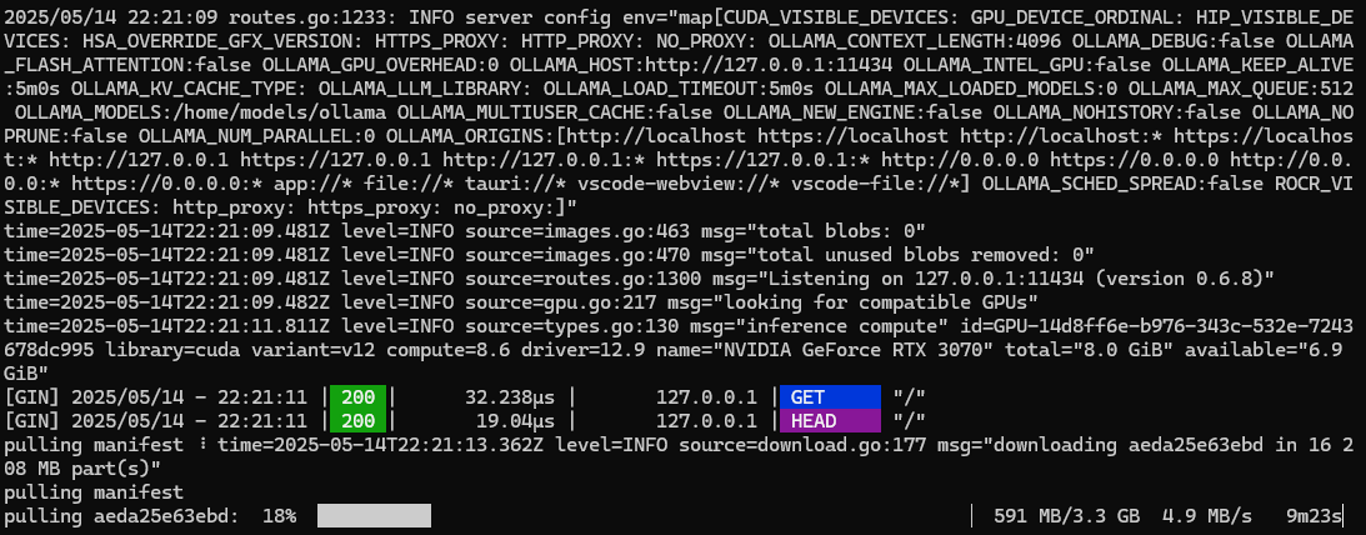 2025/05/14 22:21:09 routes.go:1233: INFO server config env="map[CUDA_VISIBLE_DEVICES: GPU_DEVICE_ORDINAL: HIP_VISIBLE_DE
VICES: HSA_OVERRIDE_GFX_VERSION: HTTPS_PROXY: HTTP_PROXY: NO_PROXY: OLLAMA_CONTEXT_LENGTH:4096 OLLAMA_DEBUG:false OLLAMA
_FLASH_ATTENTION:false OLLAMA_GPU_OVERHEAD:0 OLLAMA_HOST:http://127.0.0.1:11434 OLLAMA_INTEL_GPU:false OLLAMA_KEEP_ALIVE
:5m0s OLLAMA_KV_CACHE_TYPE: OLLAMA_LLM_LIBRARY: OLLAMA_LOAD_TIMEOUT:5m0s OLLAMA_MAX_LOADED_MODELS:0 OLLAMA_MAX_QUEUE:512
 OLLAMA_MODELS:/home/models/ollama OLLAMA_MULTIUSER_CACHE:false OLLAMA_NEW_ENGINE:false OLLAMA_NOHISTORY:false OLLAMA_NO
PRUNE:false OLLAMA_NUM_PARALLEL:0 OLLAMA_ORIGINS:[http://localhost https://localhost http://localhost:* https://localhos
t:* http://127.0.0.1 https://127.0.0.1 http://127.0.0.1:* https://127.0.0.1:* http://0.0.0.0 https://0.0.0.0 http://0.0.
0.0:* https://0.0.0.0:* app://* file://* tauri://* vscode-webview://* vscode-file://*] OLLAMA_SCHED_SPREAD:false ROCR_VI
SIBLE_DEVICES: http_proxy: https_proxy: no_proxy:]"
time=2025-05-14T22:21:09.481Z level=INFO source=images.go:463 msg="total blobs: 0"
time=2025-05-14T22:21:09.481Z level=INFO source=images.go:470 msg="total unused blobs removed: 0"
time=2025-05-14T22:21:09.482Z level=INFO source=routes.go:1300 msg="Listening on 127.0.0.1:11434 (version 0.6.8)"
time=2025-05-14T22:21:09.482Z level=INFO source=gpu.go:217 msg="looking for compatible GPUs"
time=2025-05-14T22:21:11.811Z level=INFO source=types.go:130 msg="inference compute" id=GPU-14d8ff6e-b976-343c-532e-7243
678dc995 library=cuda variant=v12 compute=8.6 driver=12.9 name="NVIDIA GeForce RTX 3070" total="8.0 GiB" available="6.9
GiB"
[GIN] 2025/05/14 - 22:21:11 | 200 |      32.238µs |       127.0.0.1 | GET      "/"
[GIN] 2025/05/14 - 22:21:11 | 200 |       19.04µs |       127.0.0.1 | HEAD     "/"
pulling manifest ⠸ time=2025-05-14T22:21:13.362Z level=INFO source=download.go:177 msg="downloading aeda25e63ebd in 16 2
08 MB part(s)"
pulling manifest
pulling aeda25e63ebd:  18% | 591 MB/3.3 GB  4.9 MB/s   9m23s